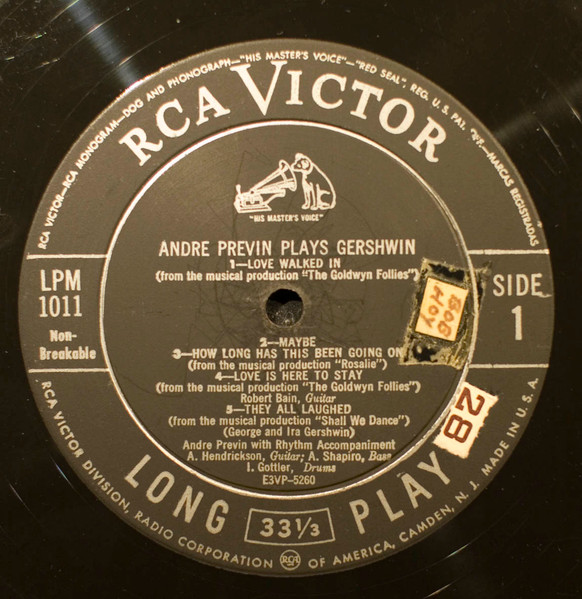 RCA VICTOR—RCA MONOGRAM—DOG AND PHONOGRAPH—"HIS MASTER'S VOICE"—"RED SEAL", REG. U. S. PAT. OFF.—MARCAS REGISTRADAS
RCA VICTOR
"HIS MASTER'S VOICE"
ANDRE PREVIN PLAYS GERSHWIN
1—LOVE WALKED IN
(from the musical production "The Goldwyn Follies")
LPM
1011
Non-
Breakable
SIDE
1
BOB
HOY
2—MAYBE
3—HOW LONG HAS THIS BEEN GOING ON
(from the musical production "Rosalie")
4—LOVE IS HERE TO STAY
(from the musical production "The Goldwyn Follies")
Robert Bain, Guitar
5—THEY ALL LAUGHED
(from the musical production "Shall We Dance")
(George and Ira Gershwin)
Andre Previn with Rhythm Accompaniment
A. Hendrickson, Guitar; A. Shapiro, Bass
I. Gottler, Drums
E3VP-5260
28
LONG 33 1/3 PLAY
RCA VICTOR DIVISION, RADIO CORPORATION RCA OF AMERICA, CAMDEN, N. J. MADE IN U.S.A.